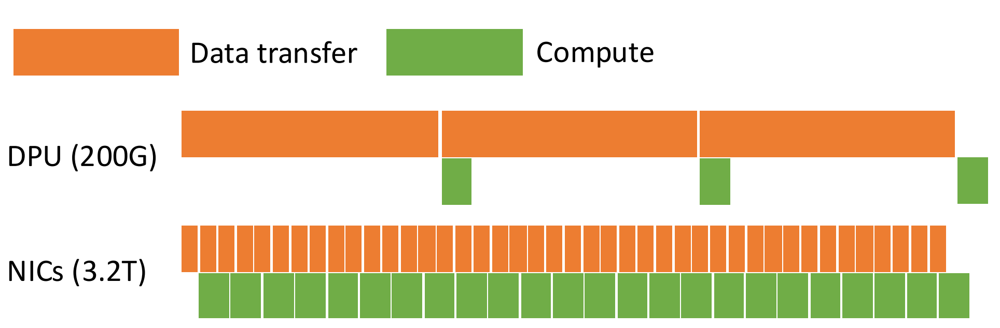 Data transfer
Compute
DPU (200G)
NICs (3.2T)